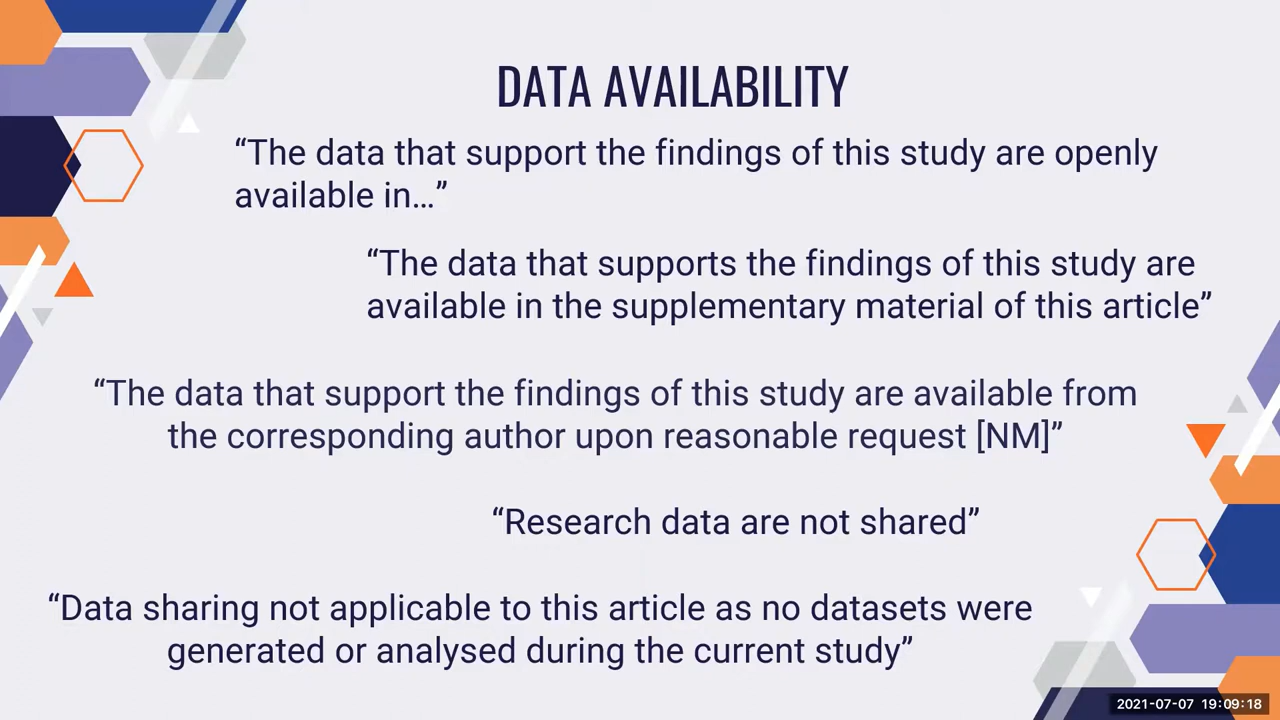 DATA AVAILABILITY
“The data that support the findings of this study are openly
available in…”
“The data that supports the findings of this study are
available in the supplementary material of this article”
“The data that support the findings of this study are available from
the corresponding author upon reasonable request [NM]”
“Research data are not shared”
“Data sharing not applicable to this article as no datasets were
generated or analysed during the current study”
2021-07-07 19:09:18